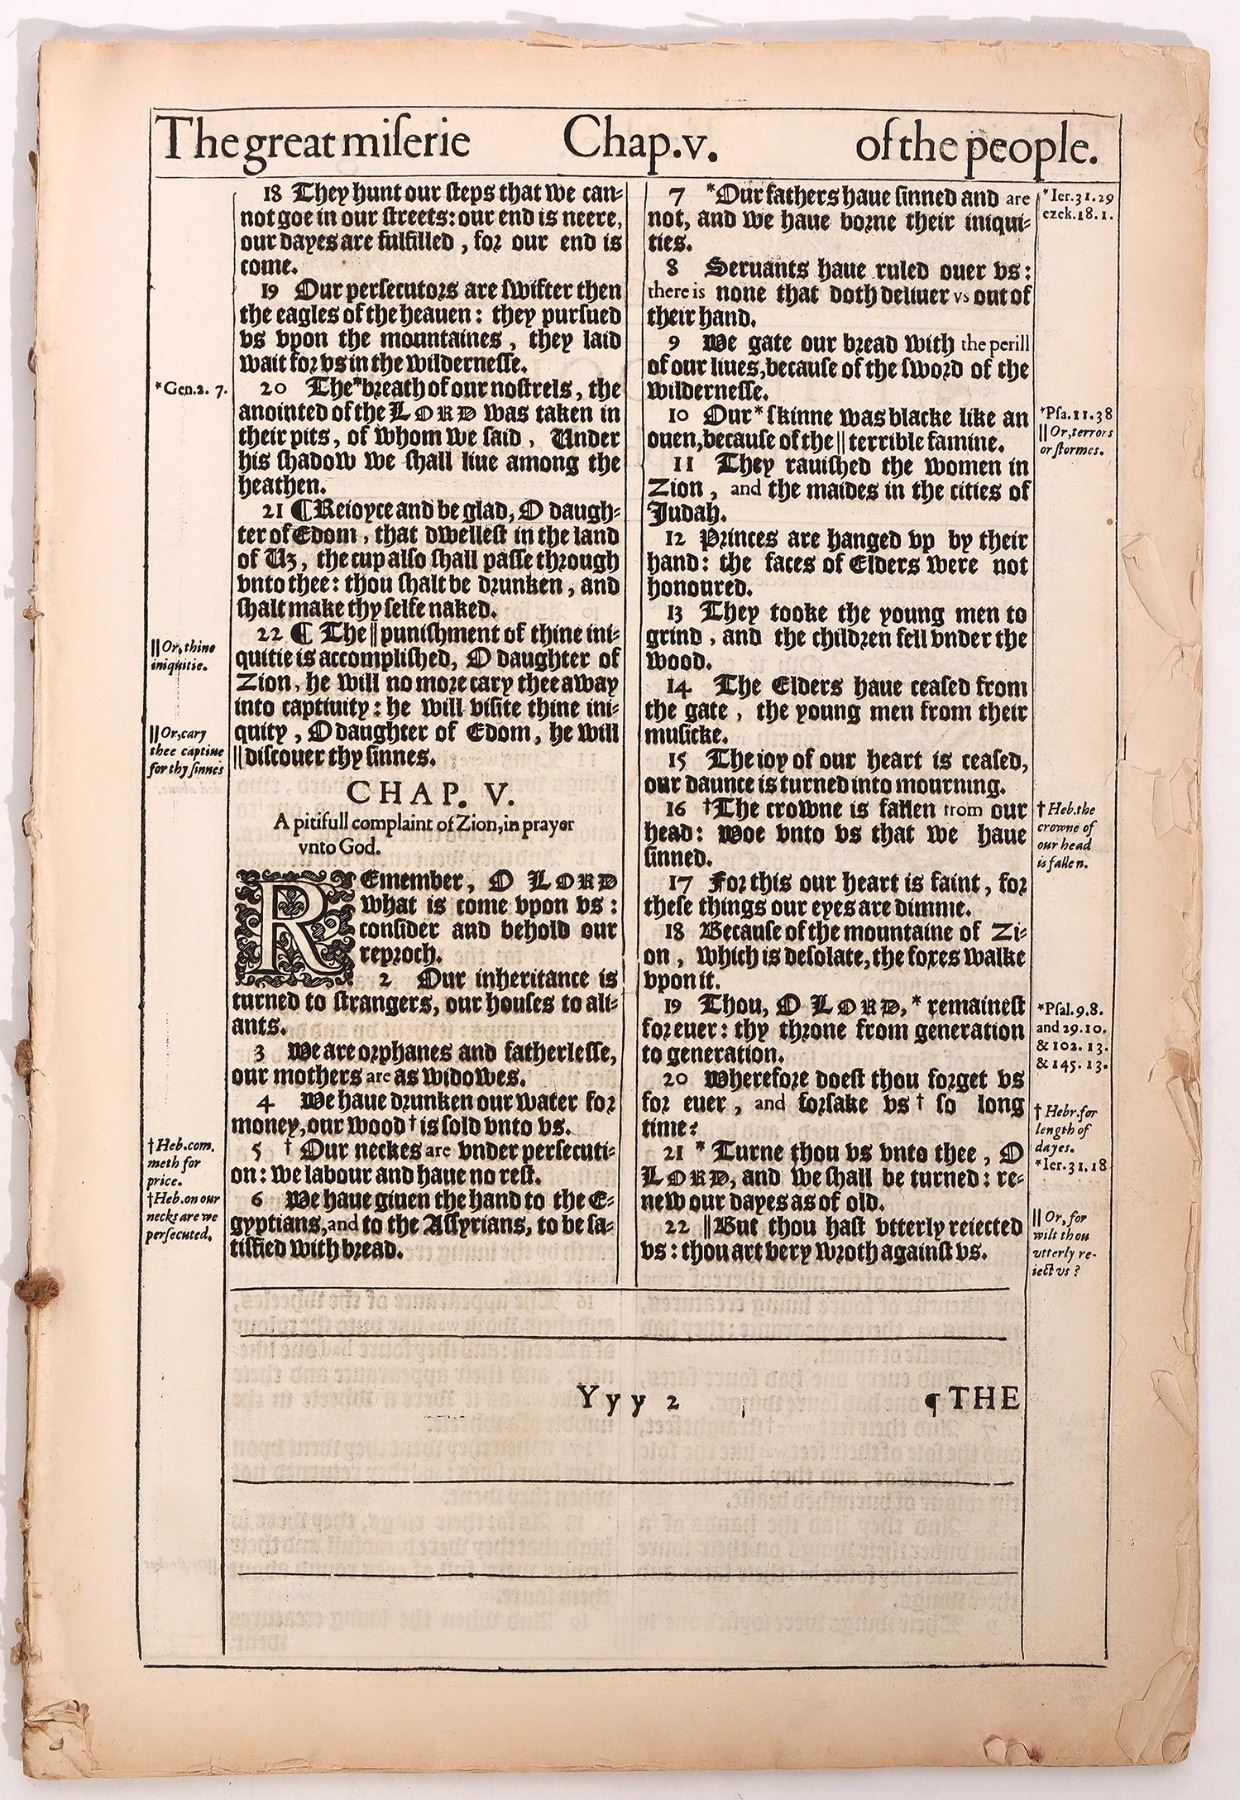 The great miſerie Chap.v. of the people.
18 They hunt our ſteps that we can-
not goe in our ſtreets: our end is neere,
our dayes are fulfilled, for our end is
come.
19 Our perſecutors are ſwifter then
the eagles of the heauen: they purſued
vs vpon the mountaines, they laid
wait for vs in the wilderneſſe.
*Gen.2. 7.
20 The *breath of our noſtrels, the
anointed of the LORD was taken in
their pits, of whom we ſaid, Under
his ſhadow we ſhall liue among the
heathen.
21 ¶ Reioyce and be glad, O daugh-
ter of Edom, that dwelleſt in the land
of Uz, the cup alſo ſhall paſſe through
vnto thee: thou ſhalt be drunken, and
ſhalt make thy ſelfe naked.
22 ¶ The ‖ puniſhment of thine ini-
quitie is accompliſhed, O daughter of
Zion, he will no more cary thee away
into captiuity: he will viſite thine ini-
quity, O daughter of Edom, he will
‖ diſcouer thy ſinnes.
‖ Or, thine
iniquitie.
‖ Or, cary
thee captiue
for thy ſinnes
CHAP. V.
A pitifull complaint of Zion, in prayer
vnto God.
REmember, O LORD
what is come vpon vs:
conſider and behold our
reproch.
2 Our inheritance is
turned to ſtrangers, our houſes to ali-
ants.
3 We are orphanes and fatherleſſe,
our mothers are as widowes.
4 We haue drunken our water for
money, our wood † is ſold vnto vs.
5 † Our neckes are vnder perſecuti-
on: we labour and haue no reſt.
6 We haue giuen the hand to the E-
gyptians, and to the Aſſyrians, to be ſa-
tiſfied with bread.
† Heb. com.
meth for
price.
† Heb. on our
necks are we
perſecuted.
7 *Our fathers haue ſinned and are
not, and we haue borne their iniqui-
ties.
8 Seruants haue ruled ouer vs:
there is none that doth deliuer vs out of
their hand.
9 We gate our bread with the perill
of our liues, becauſe of the ſword of the
wilderneſſe.
10 Our * ſkinne was blacke like an
ouen, becauſe of the ‖ terrible famine.
11 They rauiſhed the women in
Zion, and the maides in the cities of
Judah.
12 Princes are hanged vp by their
hand: the faces of Elders were not
honoured.
13 They tooke the young men to
grind, and the children fell vnder the
wood.
14 The Elders haue ceaſed from
the gate, the young men from their
muſicke.
15 The ioy of our heart is ceaſed,
our daunce is turned into mourning.
16 †The crowne is fallen from our
head: woe vnto vs that we haue
ſinned.
17 For this our heart is faint, for
theſe things our eyes are dimme.
18 Becauſe of the mountaine of Zi-
on, which is deſolate, the foxes walke
vpon it.
19 Thou, O LORD, * remaineſt
for euer: thy throne from generation
to generation.
20 Wherefore doeſt thou forget vs
for euer, and forſake vs † ſo long
time?
21 * Turne thou vs vnto thee, O
LORD, and we ſhall be turned: re-
new our dayes as of old.
22 ‖ But thou haſt vtterly reiected
vs: thou art very wroth againſt vs.
* Ier.31.29
ezek.18.1.
*Pſa.11.38
‖ Or, terrors
or ſtormes.
† Heb. the
crowne of
our head
is fallen.
*Pſal.9.8.
and 29.10.
& 102. 13.
& 145. 13.
† Hebr. for
length of
dayes.
*Ier.31.18
‖ Or, for
wilt thou
vtterly re-
iect vs?
Yyy 2 ¶ THE